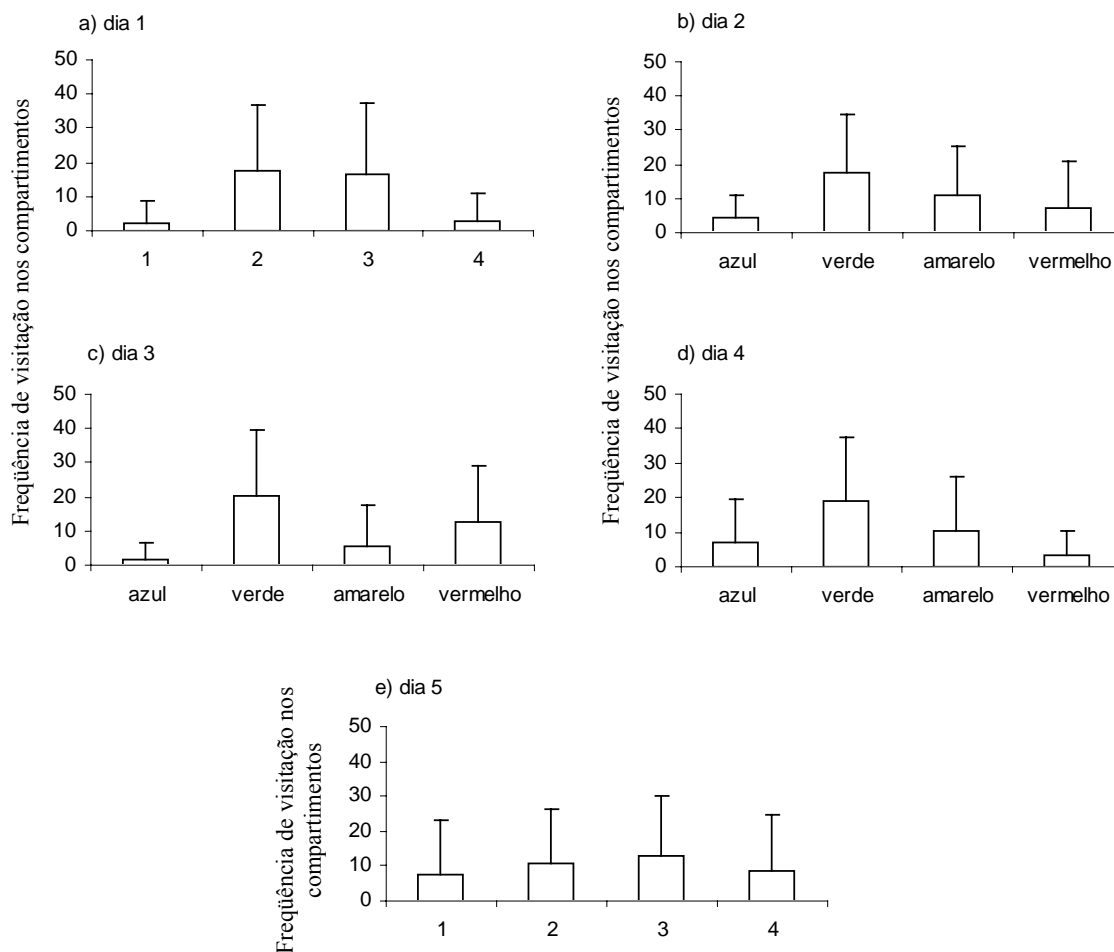 a) dia 1
Freqüência de visitação nos compartimentos
50
40
30
20
10
0
1 2 3 4
b) dia 2
Freqüência de visitação nos compartimentos
50
40
30
20
10
0
azul verde amarelo vermelho
c) dia 3
50
40
30
20
10
0
azul verde amarelo vermelho
d) dia 4
50
40
30
20
10
0
azul verde amarelo vermelho
e) dia 5
Freqüência de visitação nos
compartimentos
50
40
30
20
10
0
1 2 3 4